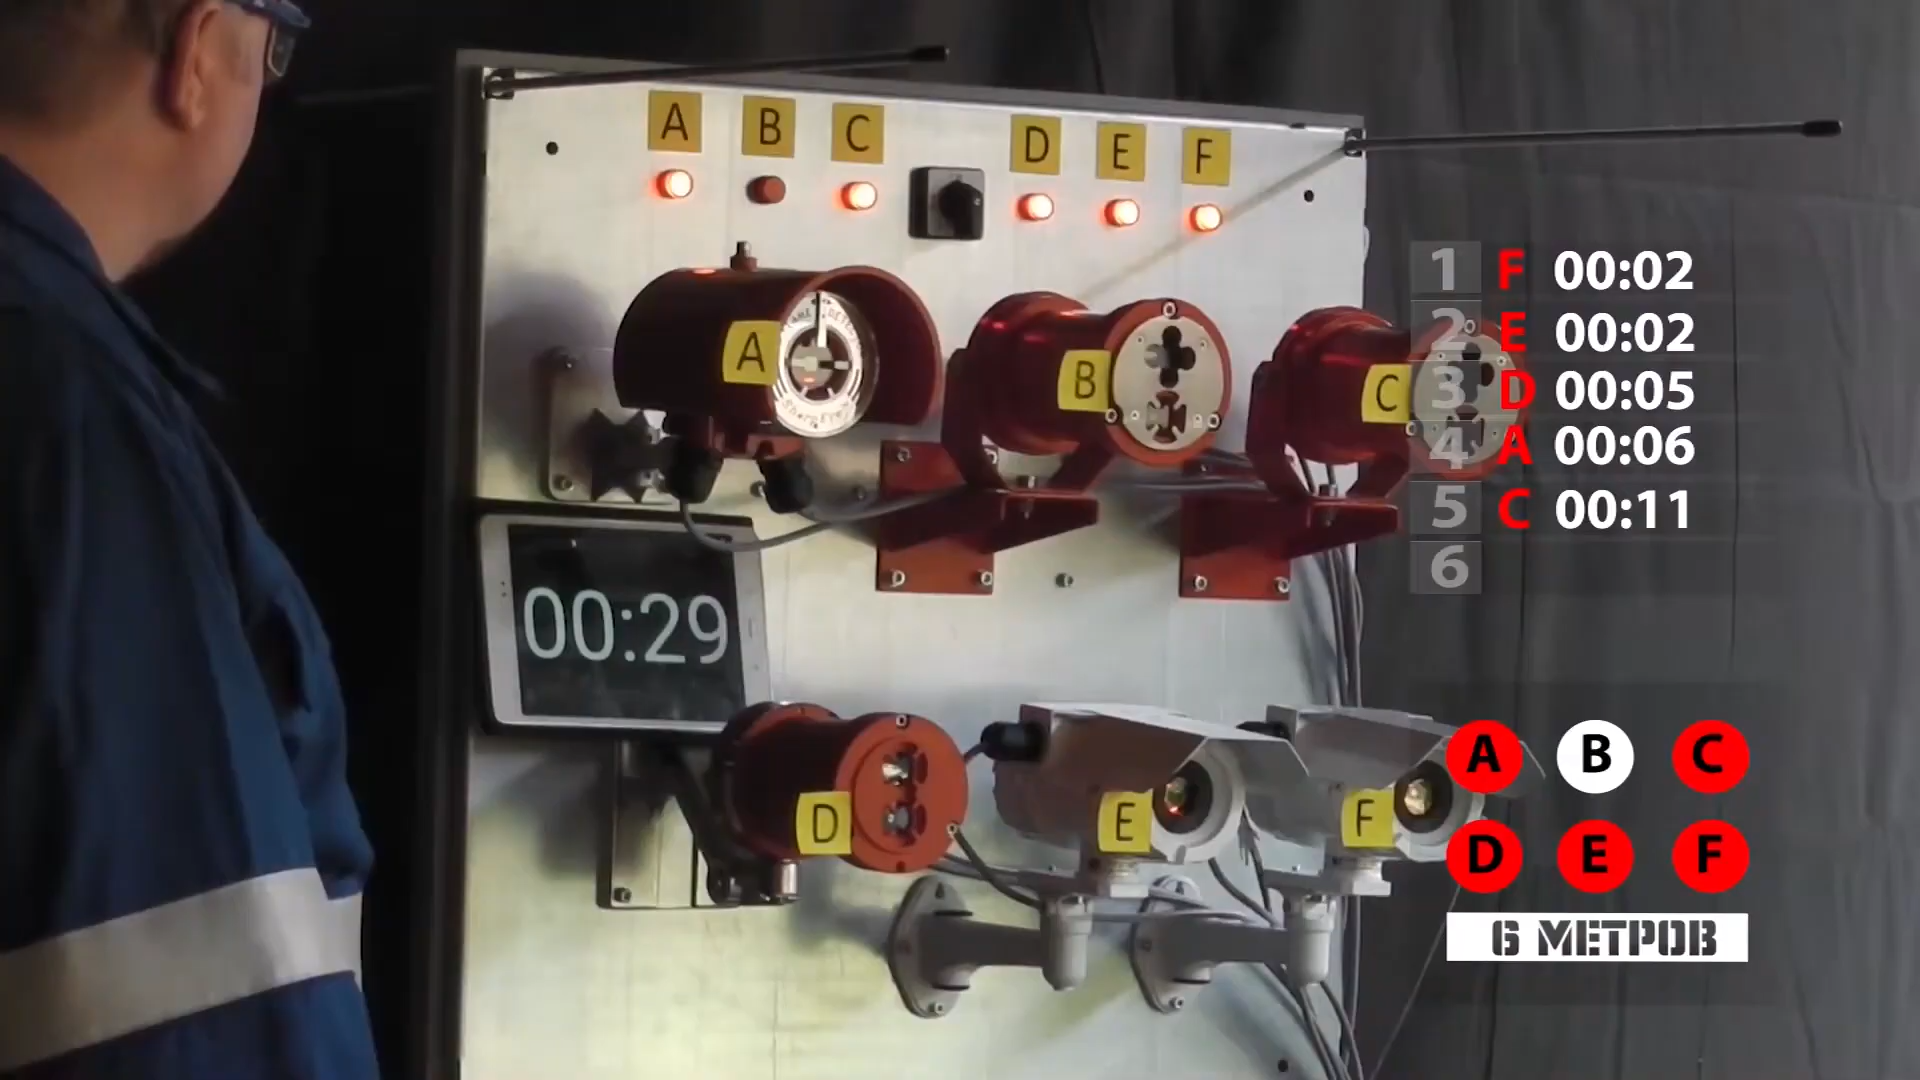 A B C D E F
A
B
C
00:29
D
E
F
SharpEye
1 F 00:02
2 E 00:02
3 D 00:05
4 A 00:06
5 C 00:11
6
A B C
D E F
6 МЕТРОВ